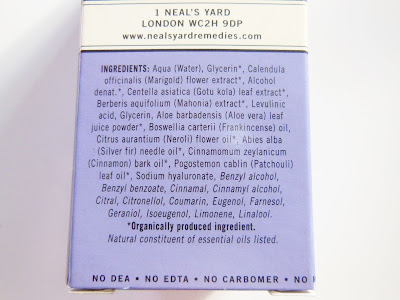 1 NEAL'S YARD
LONDON WC2H 9DP
www.nealsyardremedies.com
INGREDIENTS: Aqua (Water), Glycerin*, Calendula
officinalis (Marigold) flower extract*, Alcohol
denat.*, Centella asiatica (Gotu kola) leaf extract*,
Berberis aquifolium (Mahonia) extract*, Levulinic
acid, Glycerin, Aloe barbadensis (Aloe vera) leaf
juice powder*, Boswellia carterii (Frankincense) oil,
Citrus aurantium (Neroli) flower oil*, Abies alba
(Silver fir) needle oil*, Cinnamomum zeylanicum
(Cinnamon) bark oil*, Pogostemon cablin (Patchouli)
leaf oil*, Sodium hyaluronate, Benzyl alcohol,
Benzyl benzoate, Cinnamal, Cinnamyl alcohol,
Citral, Citronellol, Coumarin, Eugenol, Farnesol,
Geraniol, Isoeugenol, Limonene, Linalool.
*Organically produced ingredient.
Natural constituent of essential oils listed.
NO DEA • NO EDTA • NO CARBOMER • NO